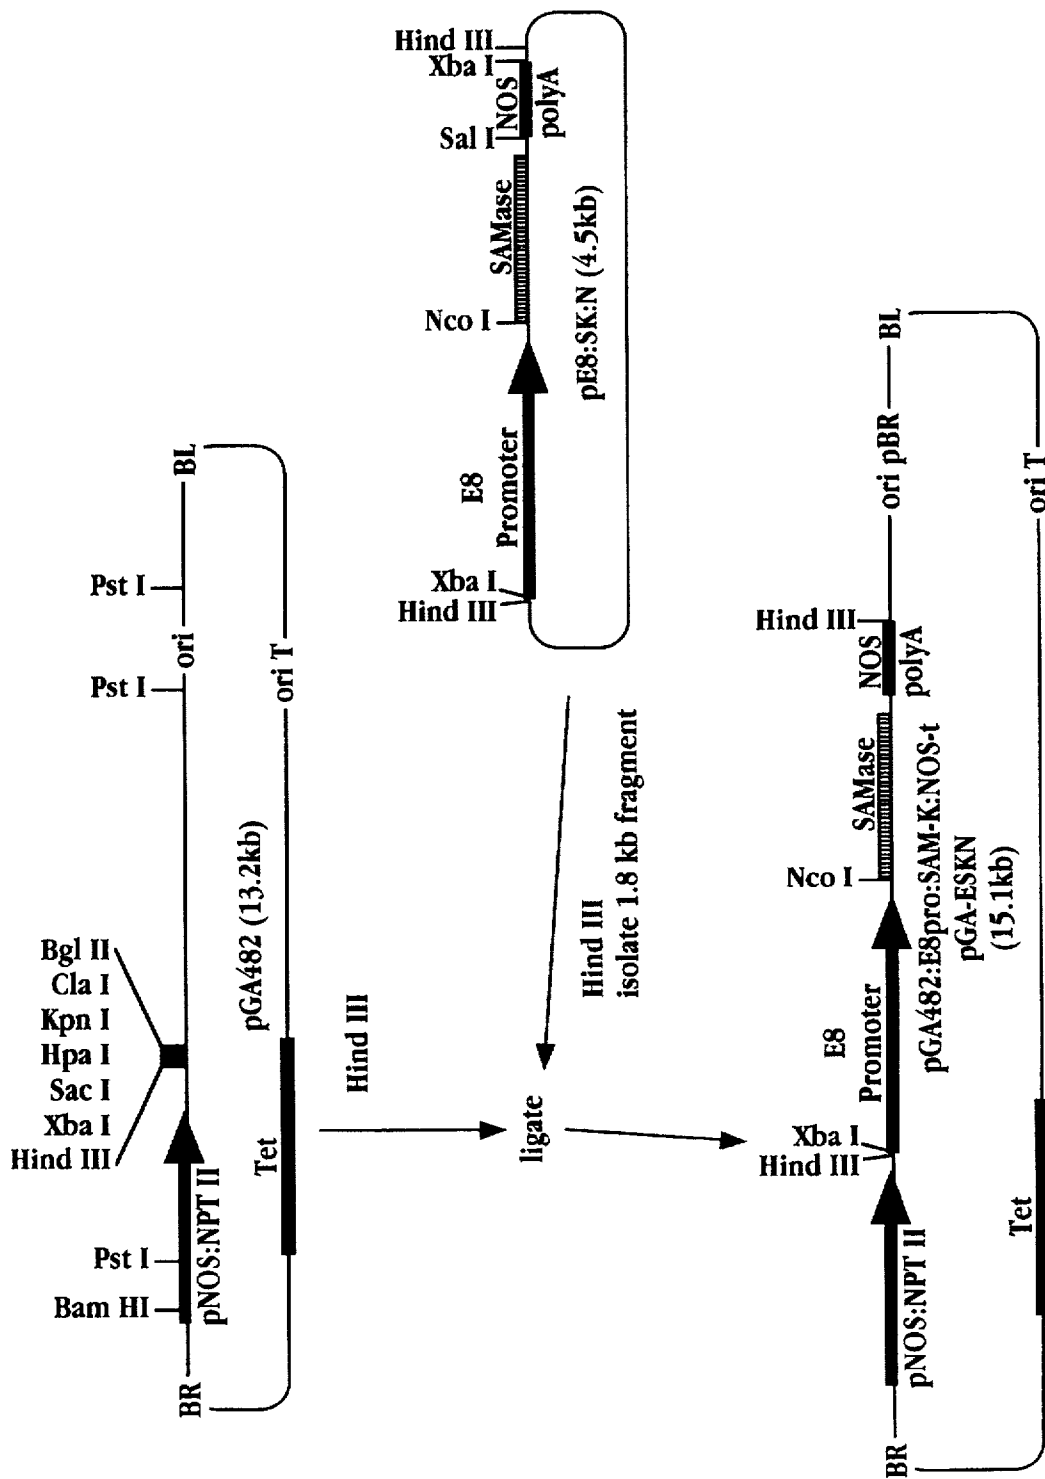 Hind III
Xba I
NOS
polyA
Sal I
SAMase
Nco I
pE8:SK:N (4.5kb)
E8
Promoter
Xba I
Hind III
BL
Pst I
ori
Pst I
ori T
pGA482 (13.2kb)
Bgl II
Cla I
Kpn I
Hpa I
Sac I
Xba I
Hind III
Tet
pNOS:NPT II
Pst I
Bam HI
BR
Hind III
Hind III
isolate 1.8 kb fragment
ligate
BL
ori pBR
ori T
Hind III
NOS
polyA
SAMase
Nco I
E8
Promoter
pGA482:E8pro:SAM-K:NOS-t
pGA-ESKN
(15.1kb)
Xba I
Hind III
pNOS:NPT II
Tet
BR